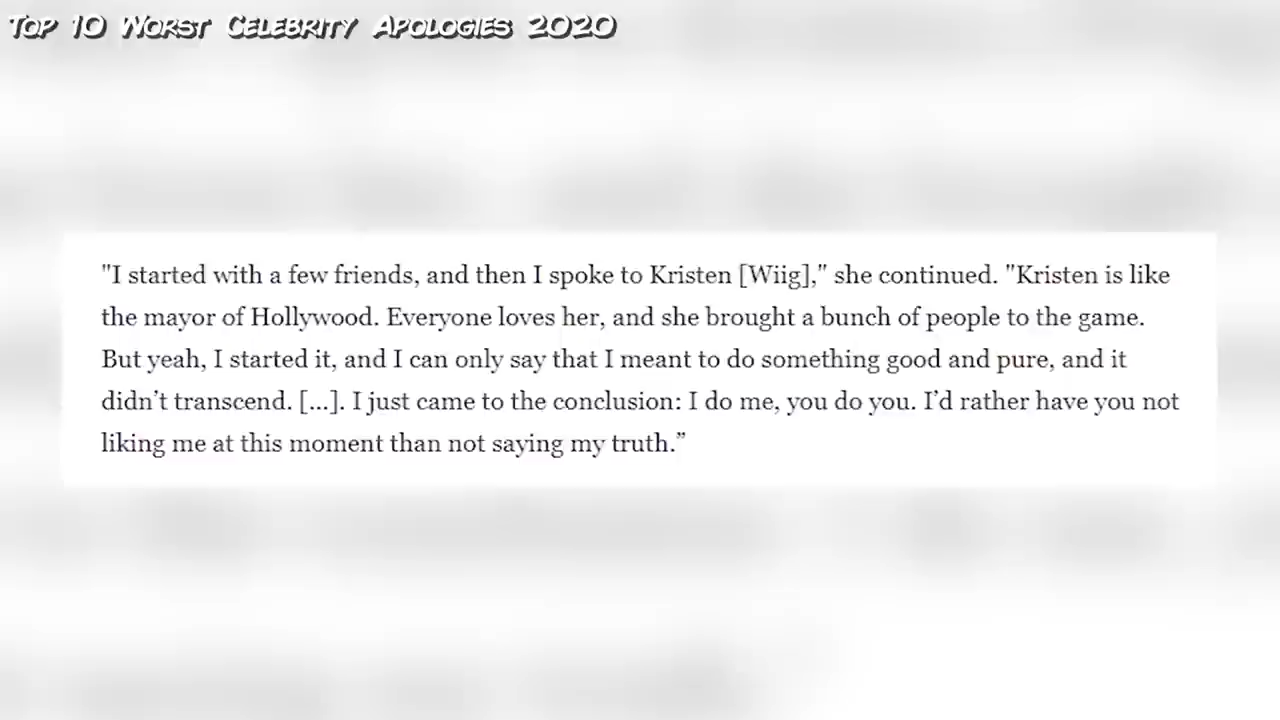 Top 10 Worst Celebrity Apologies 2020
"I started with a few friends, and then I spoke to Kristen [Wiig]," she continued. "Kristen is like
the mayor of Hollywood. Everyone loves her, and she brought a bunch of people to the game.
But yeah, I started it, and I can only say that I meant to do something good and pure, and it
didn’t transcend. [...]. I just came to the conclusion: I do me, you do you. I’d rather have you not
liking me at this moment than not saying my truth.”